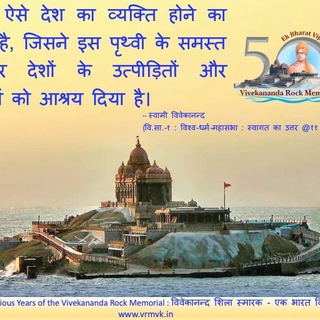 ऐसे देश का व्यक्ति होने का
है, जिसने इस पृथ्वी के समस्त
देशों के उत्पीड़ितों और
को आश्रय दिया है।
-- स्वामी विवेकानन्द
(वि.सा.-१ : विश्व-धर्म-महासभा : स्वागत का उत्तर @११
50
Ek Bharat Vi
Vivekananda Rock Mem
ious Years of the Vivekananda Rock Memorial : विवेकानन्द शिला स्मारक - एक भारत वि
www.vrmvk.in